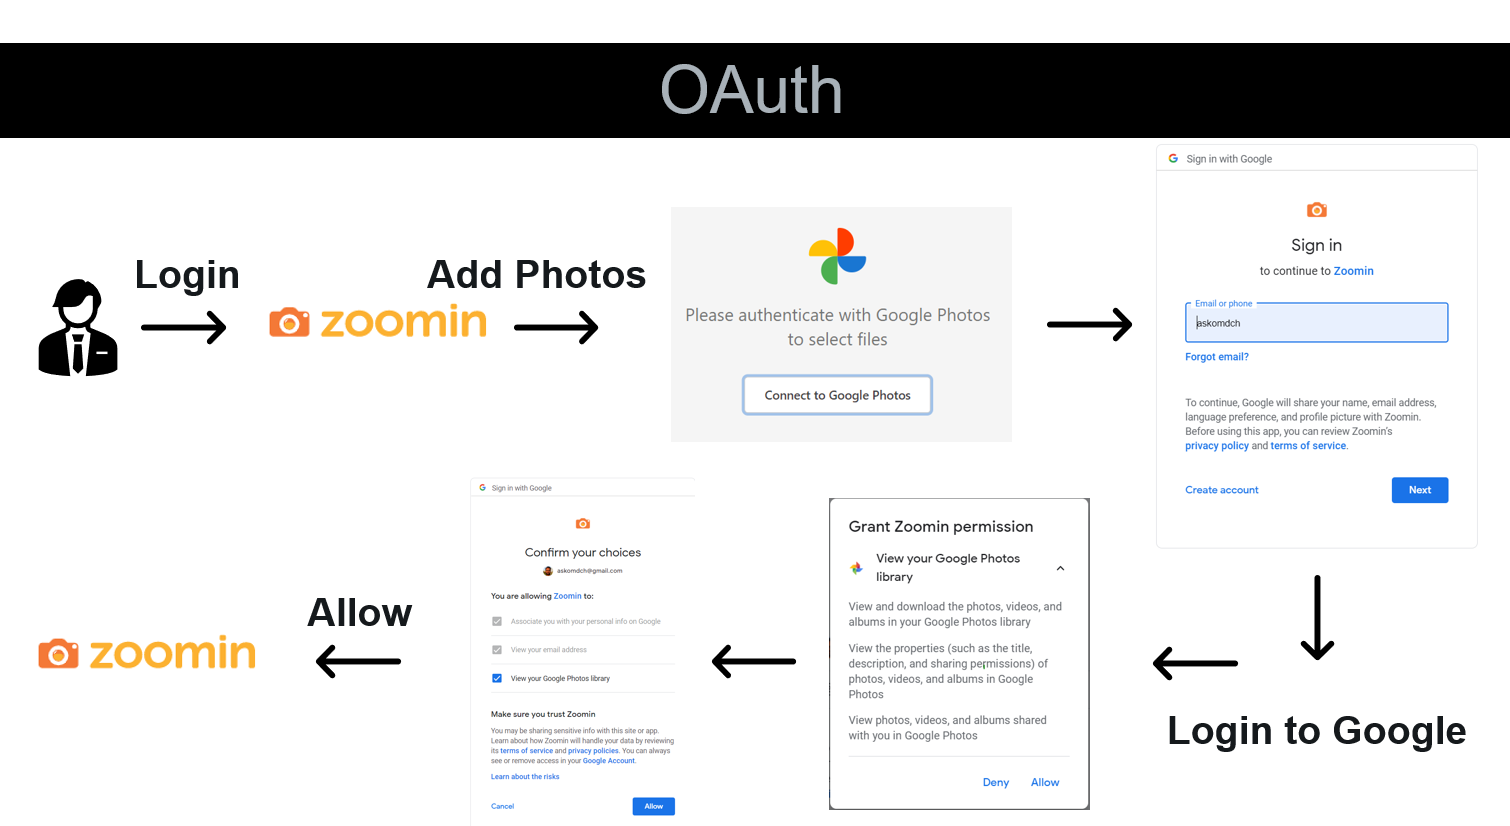 OAuth
Login
zoomin
Add Photos
Please authenticate with Google Photos
to select files
Connect to Google Photos
Sign in with Google
Sign in
to continue to Zoomin
Email or phone
askomdch
Forgot email?
To continue, Google will share your name, email address,
language preference, and profile picture with Zoomin.
Before using this app, you can review Zoomin's
privacy policy and terms of service.
Create account
Next
Login to Google
Grant Zoomin permission
View your Google Photos
library
View and download the photos, videos, and
albums in your Google Photos library
View the properties (such as the title,
description, and sharing permissions) of
photos, videos, and albums in Google
Photos
View photos, videos, and albums shared
with you in Google Photos
Deny
Allow
Sign in with Google
Confirm your choices
askomdch@gmail.com
You are allowing Zoomin to:
Associate you with your personal info on Google
View your email address
View your Google Photos library
Make sure you trust Zoomin
You may be sharing sensitive info with this site or app.
Learn about how Zoomin will handle your data by reviewing
its terms of service and privacy policies. You can always
see or remove access in your Google Account.
Learn about the risks
Cancel
Allow
Allow
zoomin